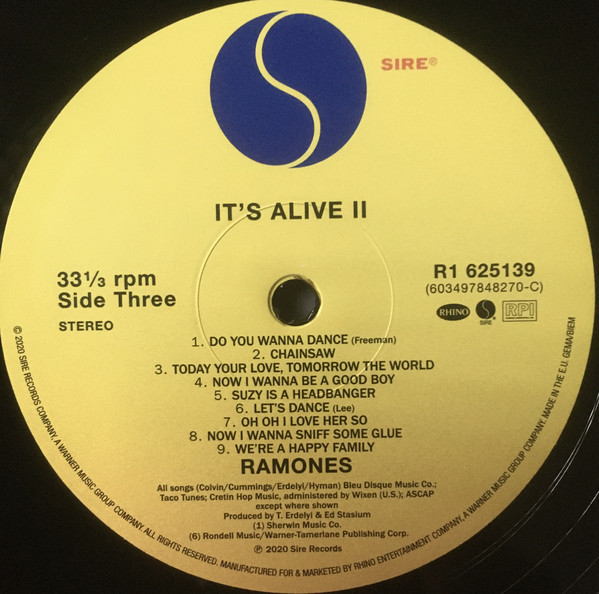 SIRE®
IT'S ALIVE II
33⅓ rpm
Side Three
STEREO
R1 625139
(603497848270-C)
RHINO
SIRE
RPI
1. DO YOU WANNA DANCE (Freeman)
2. CHAINSAW
3. TODAY YOUR LOVE, TOMORROW THE WORLD
4. NOW I WANNA BE A GOOD BOY
5. SUZY IS A HEADBANGER
6. LET'S DANCE (Lee)
7. OH OH I LOVE HER SO
8. NOW I WANNA SNIFF SOME GLUE
9. WE'RE A HAPPY FAMILY
RAMONES
All songs (Colvin/Cummings/Erdelyi/Hyman) Bleu Disque Music Co.;
Taco Tunes; Cretin Hop Music, administered by Wixen (U.S.); ASCAP
except where shown
Produced by T. Erdelyi & Ed Stasium
(1) Sherwin Music Co.
(6) Rondell Music/Warner-Tamerlane Publishing Corp.
℗ 2020 Sire Records
© 2020 SIRE RECORDS COMPANY, A WARNER MUSIC GROUP COMPANY. ALL RIGHTS RESERVED. MANUFACTURED FOR & MARKETED BY RHINO ENTERTAINMENT COMPANY, A WARNER MUSIC GROUP COMPANY. MADE IN THE E.U. GEMA/BIEM